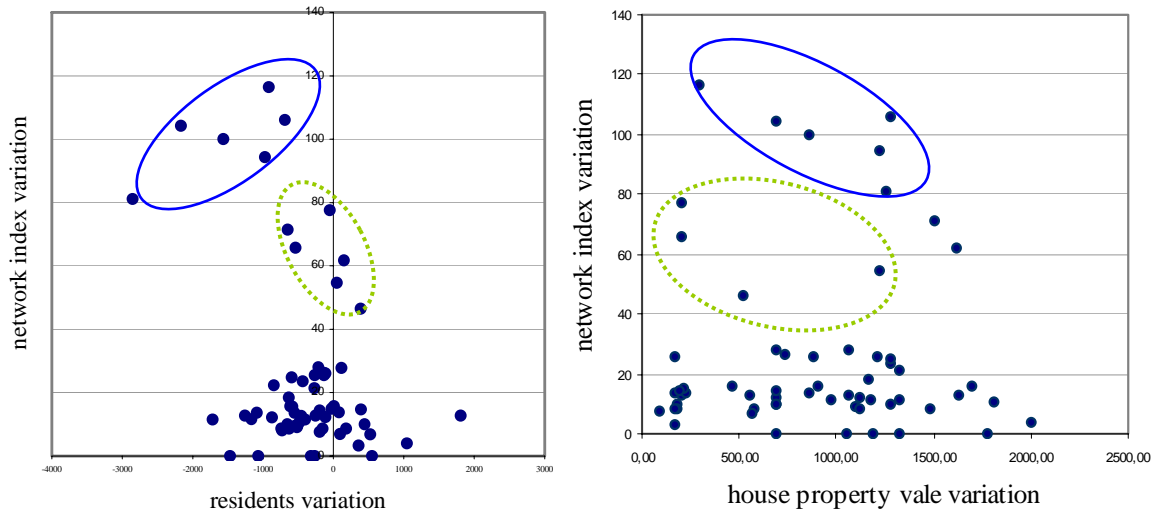 140
120
100
80
60
40
20
0
-4000 -3000 -2000 -1000 0 1000 2000 3000
network index variation
residents variation
140
120
100
80
60
40
20
0
0,00 500,00 1000,00 1500,00 2000,00 2500,00
network index variation
house property vale variation